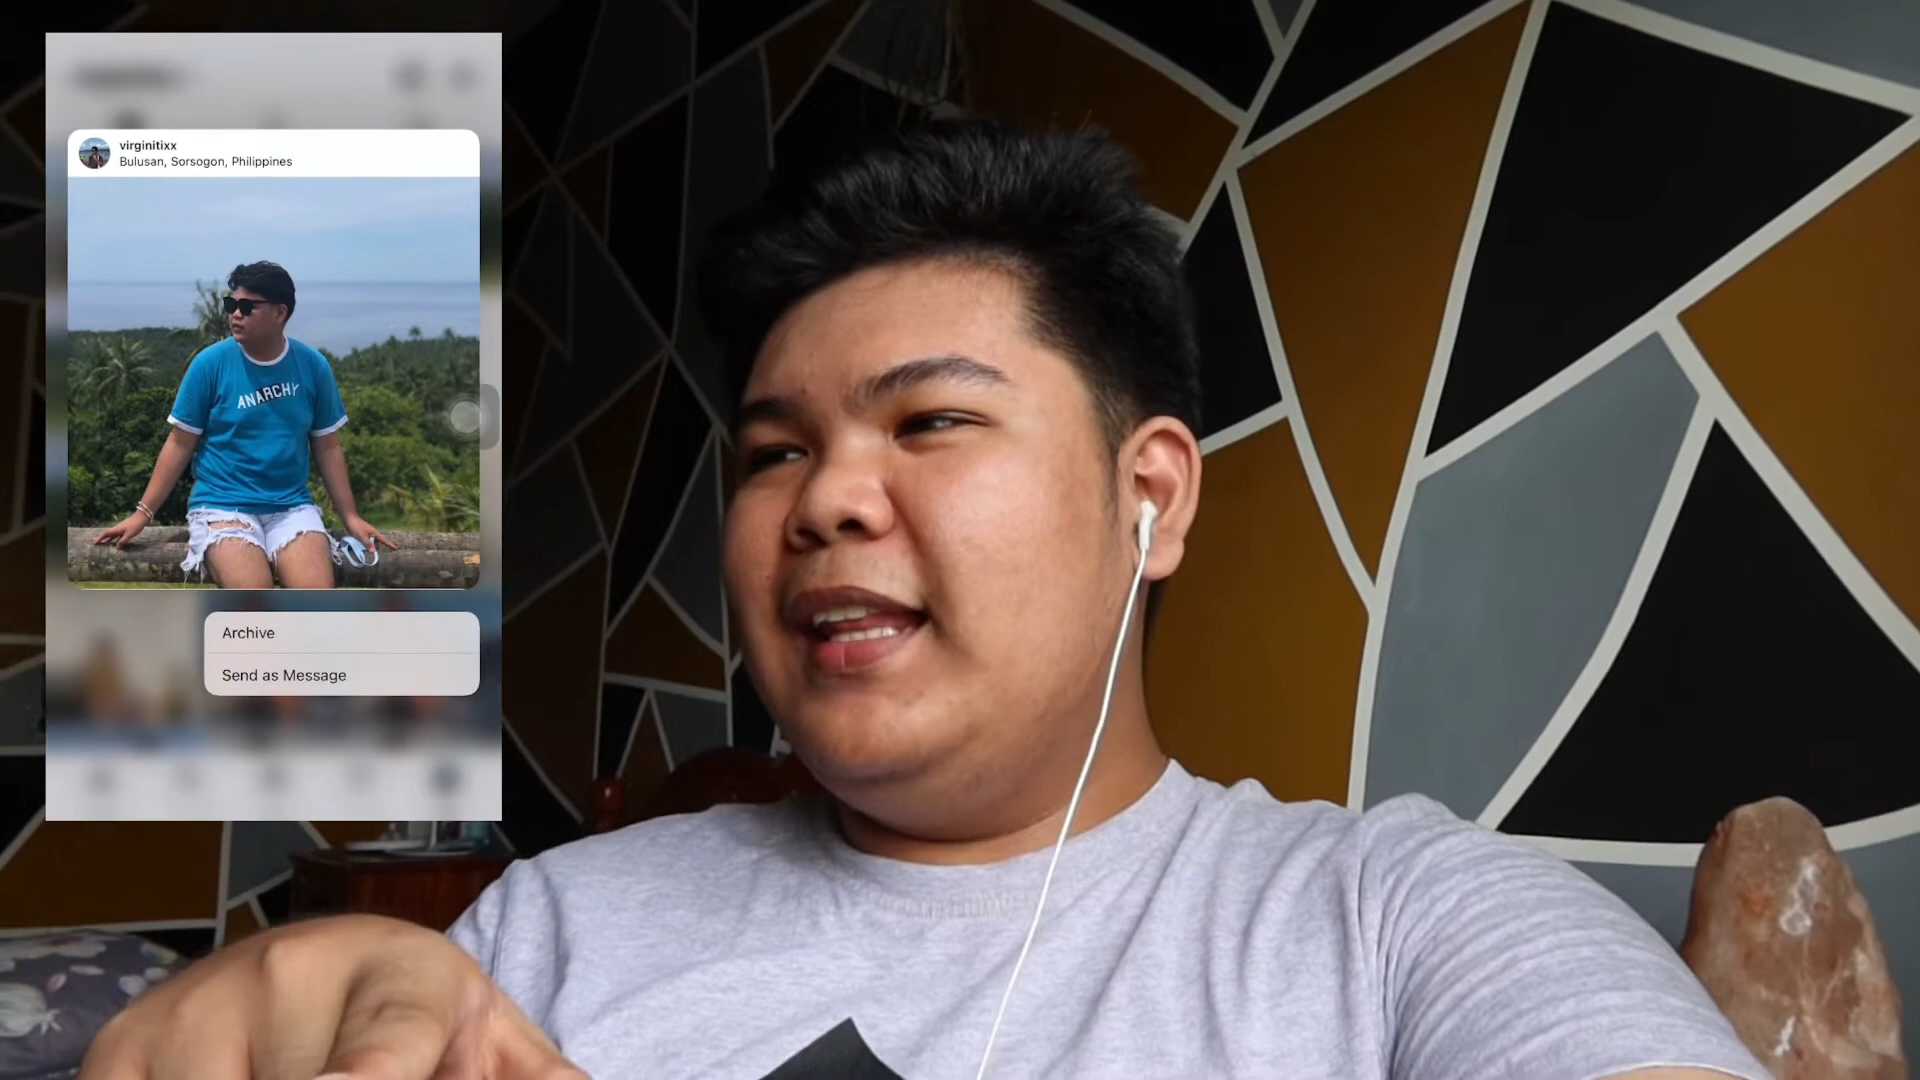 virginitixx
Bulusan, Sorsogon, Philippines
ANARCHY
Archive
Send as Message